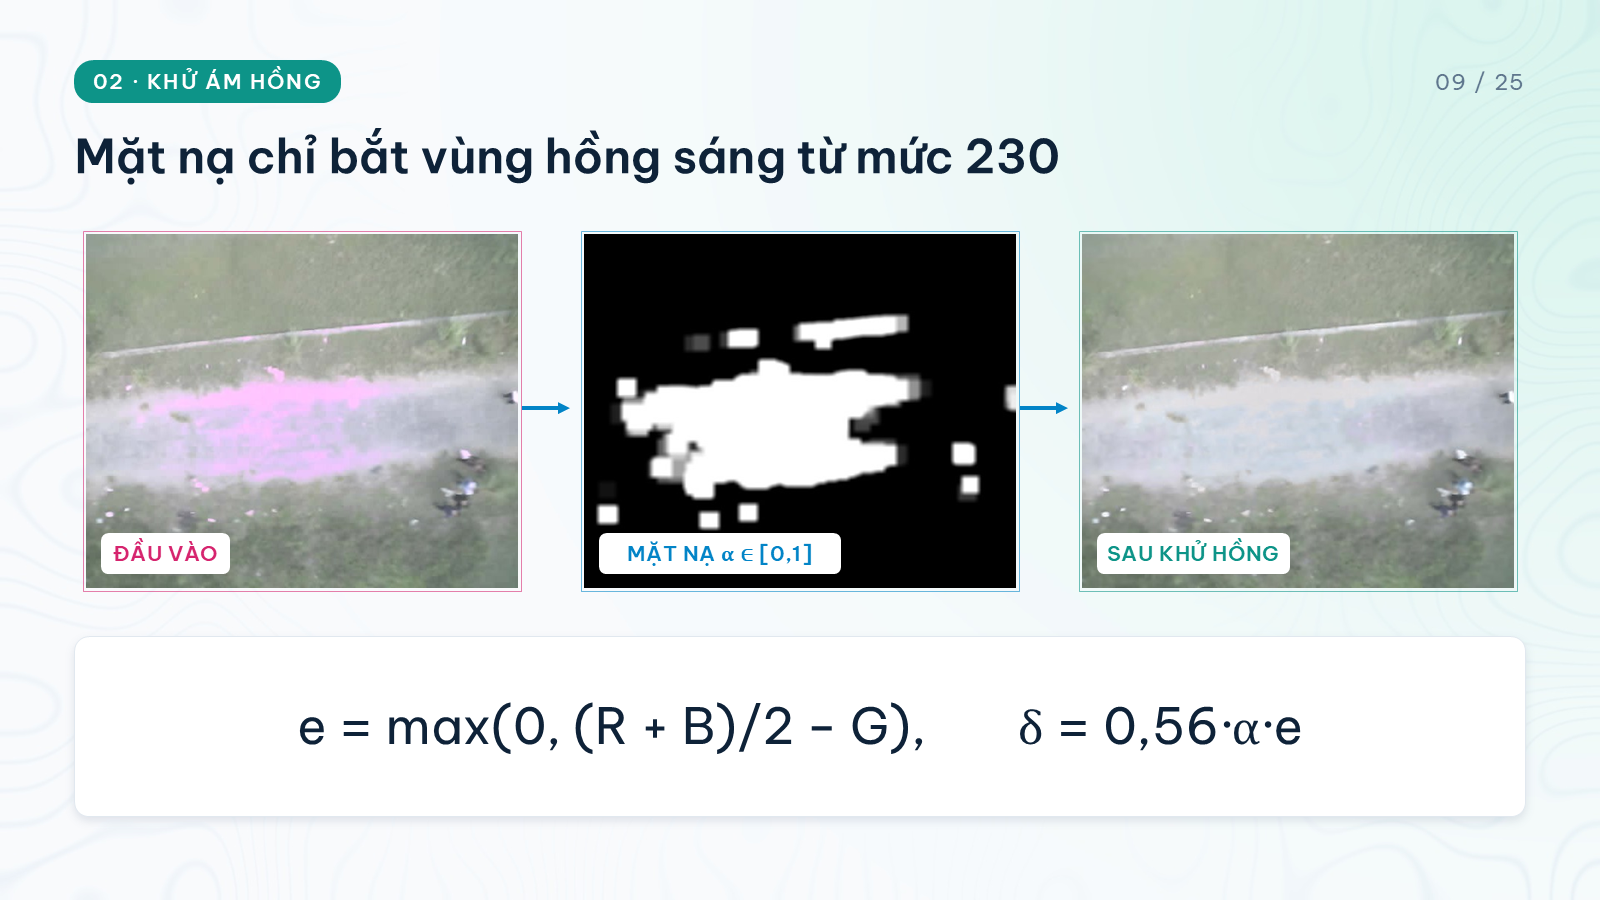 02 · KHỬ ÁM HỒNG
09 / 25
Mặt nạ chỉ bắt vùng hồng sáng từ mức 230
ĐẦU VÀO
MẶT NẠ α ∈ [0,1]
SAU KHỬ HỒNG
e = max(0, (R + B)/2 − G), δ = 0,56·α·e